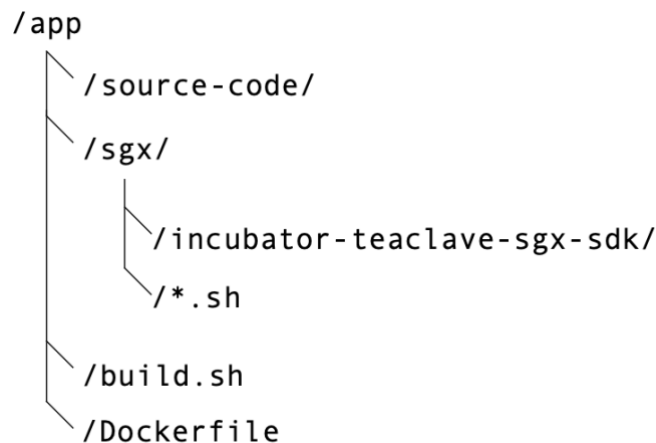 /app
/source-code/
/sgx/
/incubator-teaclave-sgx-sdk/
/*.sh
/build.sh
/Dockerfile